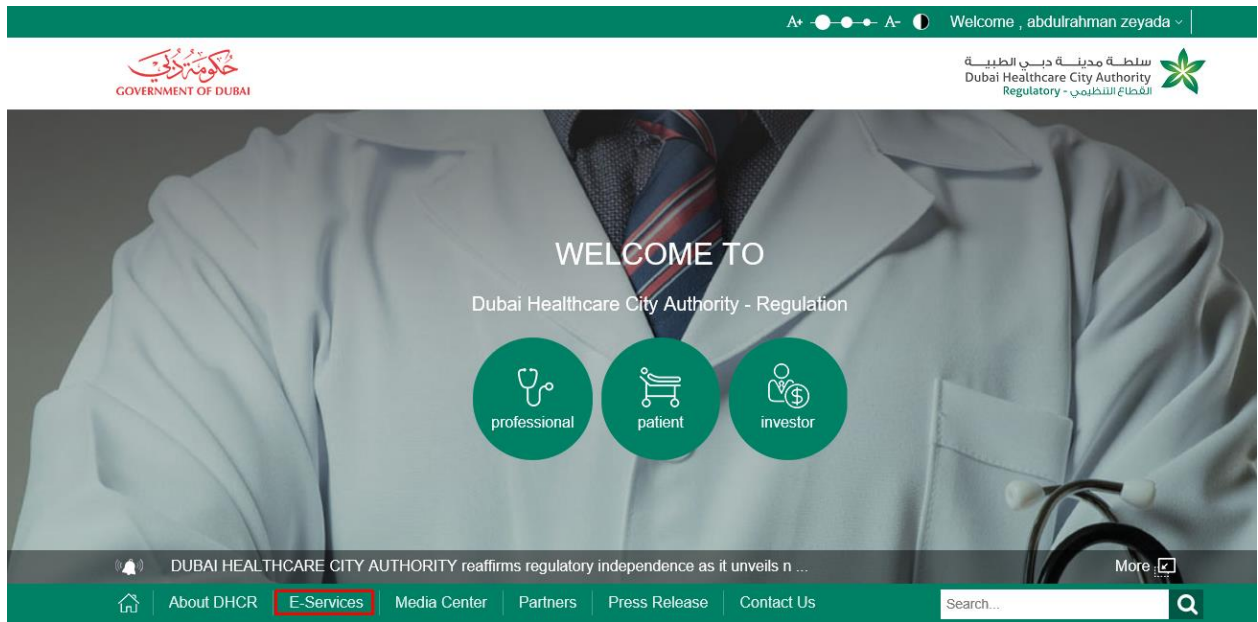 A+ A- Welcome , abdulrahman zeyada
حكومة دبي
GOVERNMENT OF DUBAI
سلطة مدينة دبي الطبية
Dubai Healthcare City Authority
القطاع التنظيمي - Regulatory
WELCOME TO
Dubai Healthcare City Authority - Regulation
professional patient investor
DUBAI HEALTHCARE CITY AUTHORITY reaffirms regulatory independence as it unveils n ... More
About DHCR E-Services Media Center Partners Press Release Contact Us Search...